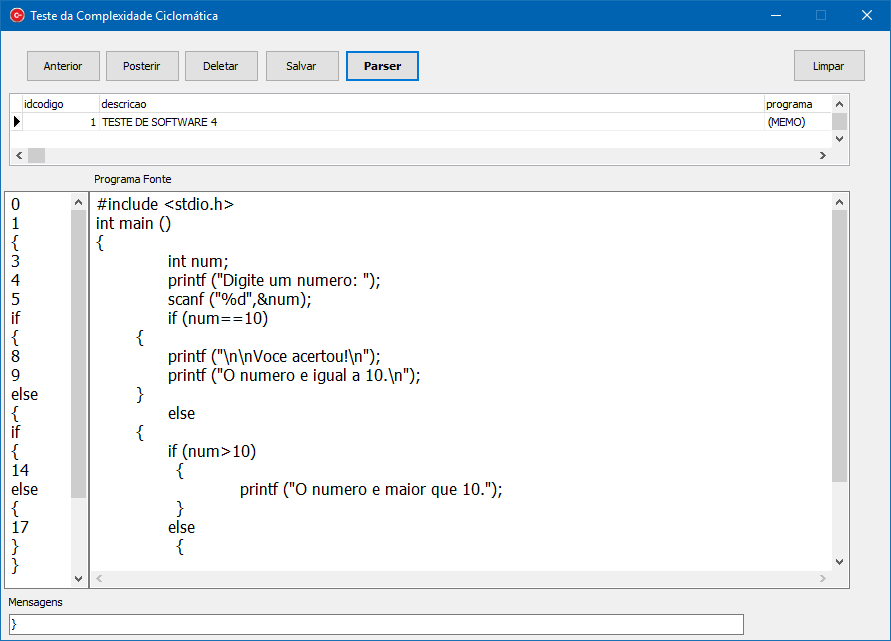 Teste da Complexidade Ciclomática
Anterior Posterir Deletar Salvar Parser Limpar
idcodigo descricao programa
1 TESTE DE SOFTWARE 4 (MEMO)
Programa Fonte
0
1
{
3
4
5
if
{
8
9
else
{
if
{
14
else
{
17
}
}
#include <stdio.h>
int main ()
{
int num;
printf ("Digite um numero: ");
scanf ("%d",&num);
if (num==10)
{
printf ("\n\nVoce acertou!\n");
printf ("O numero e igual a 10.\n");
}
else
{
if (num>10)
{
printf ("O numero e maior que 10.");
}
else
{
Mensagens
}